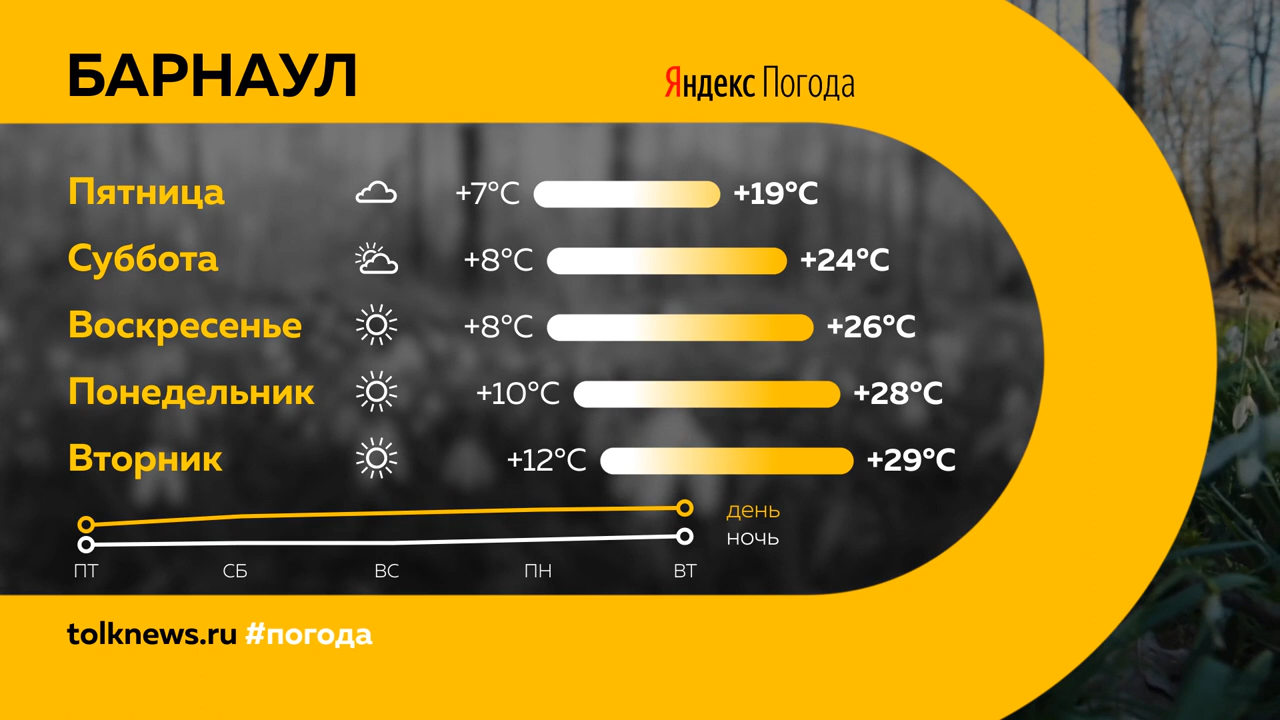 БАРНАУЛ
Яндекс Погода
Пятница +7°C +19°C
Суббота +8°C +24°C
Воскресенье +8°C +26°C
Понедельник +10°C +28°C
Вторник +12°C +29°C
день
ночь
ПТ СБ ВС ПН ВТ
tolknews.ru #погода